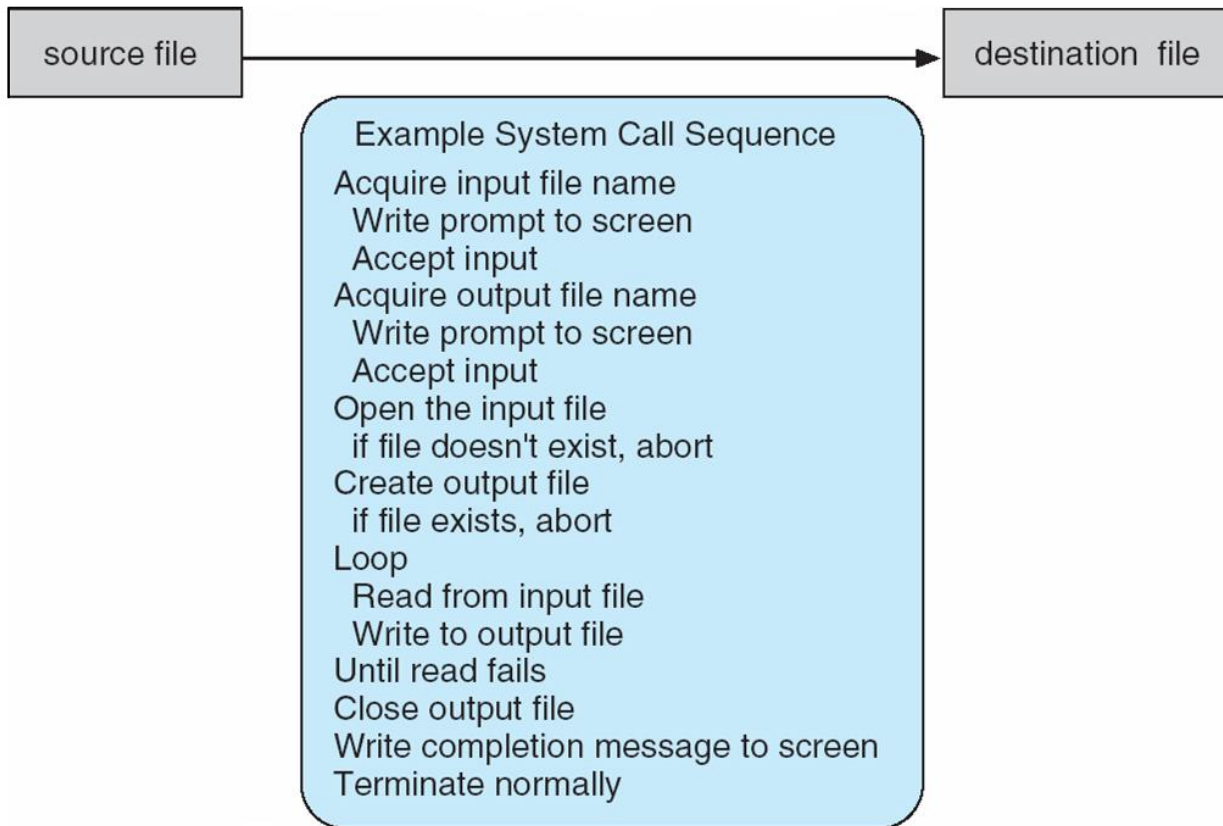 source file
destination file
Example System Call Sequence
Acquire input file name
Write prompt to screen
Accept input
Acquire output file name
Write prompt to screen
Accept input
Open the input file
if file doesn't exist, abort
Create output file
if file exists, abort
Loop
Read from input file
Write to output file
Until read fails
Close output file
Write completion message to screen
Terminate normally